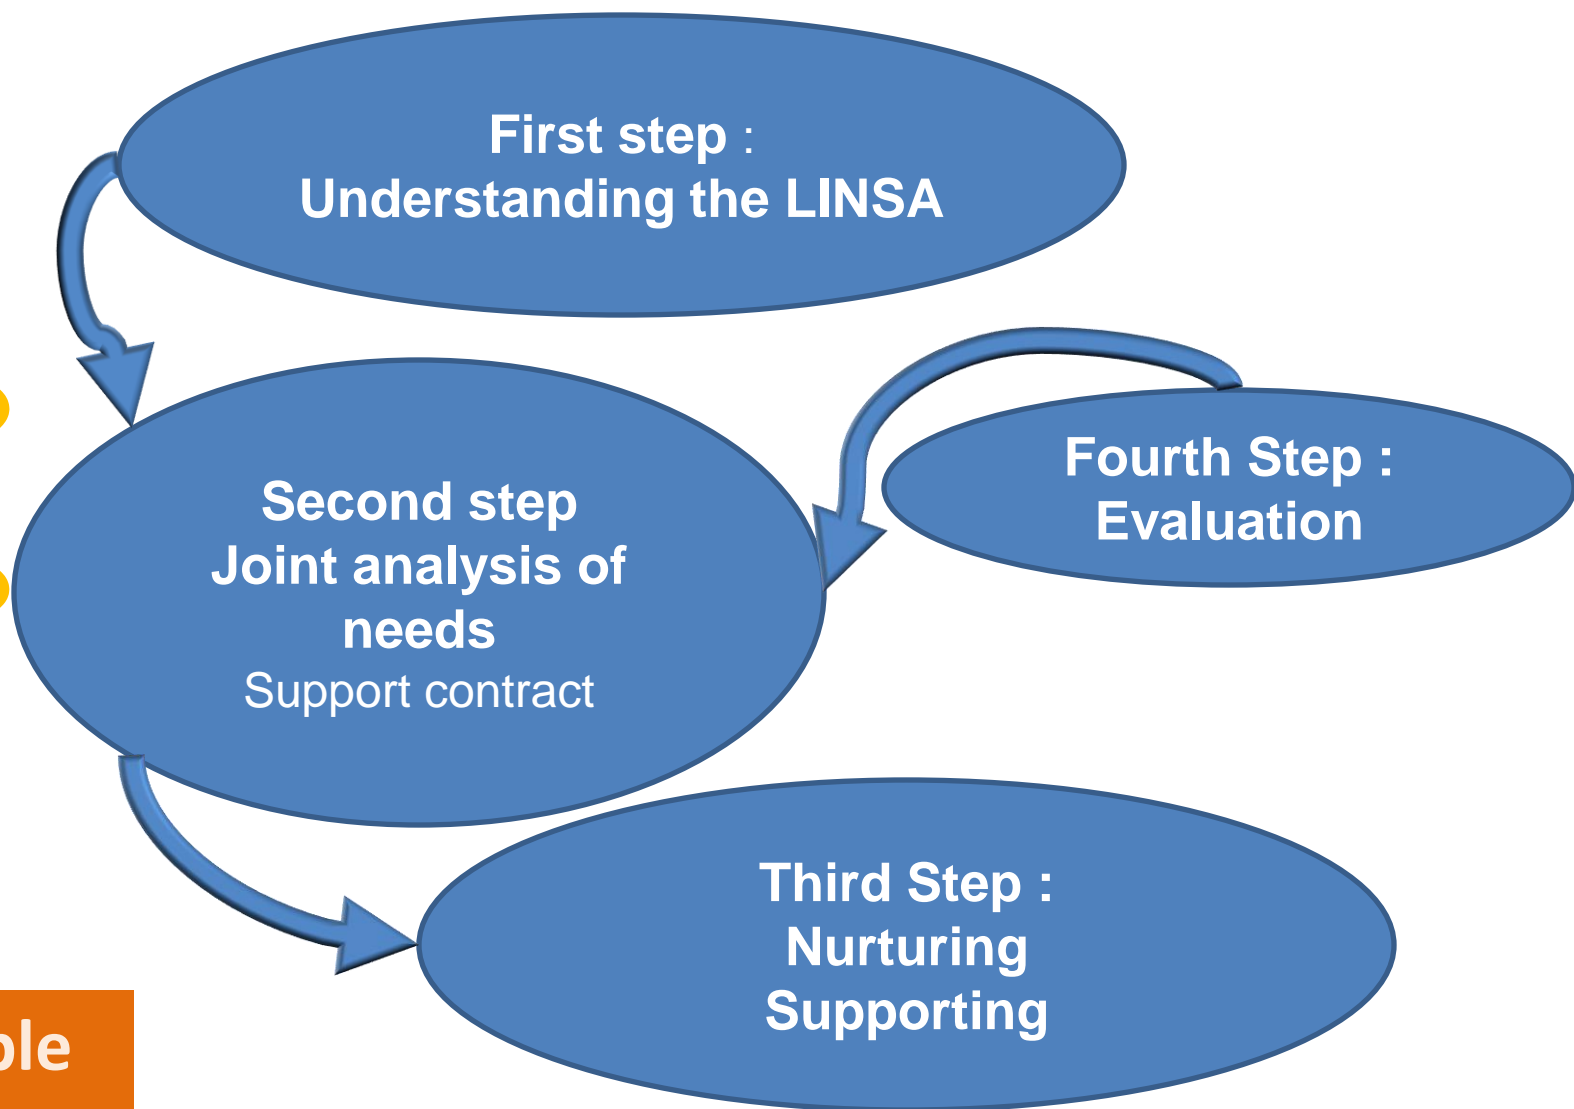 First step :
Understanding the LINSA
Second step
Joint analysis of
needs
Support contract
Fourth Step :
Evaluation
Third Step :
Nurturing
Supporting